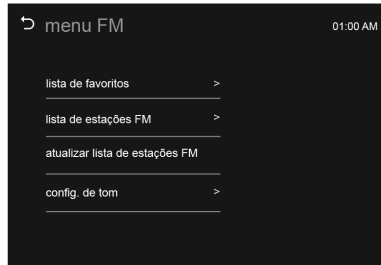 menu FM
01:00 AM
lista de favoritos >
lista de estações FM >
atualizar lista de estações FM
config. de tom >